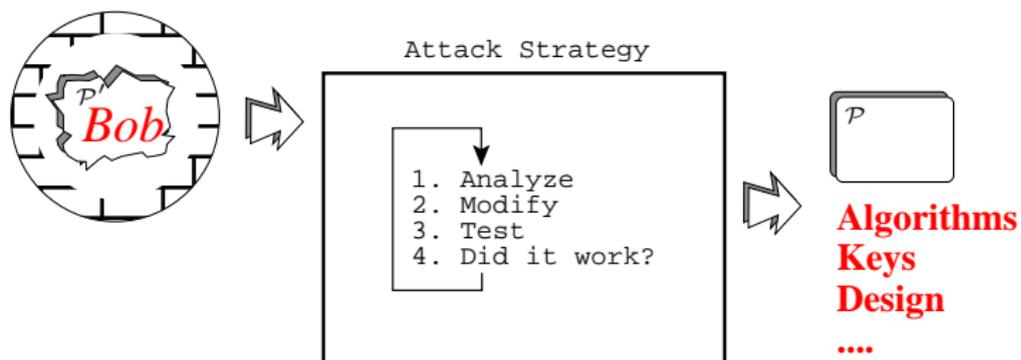 Attack Strategy
𝒫′
Bob
1. Analyze
2. Modify
3. Test
4. Did it work?
𝒫
Algorithms
Keys
Design
....